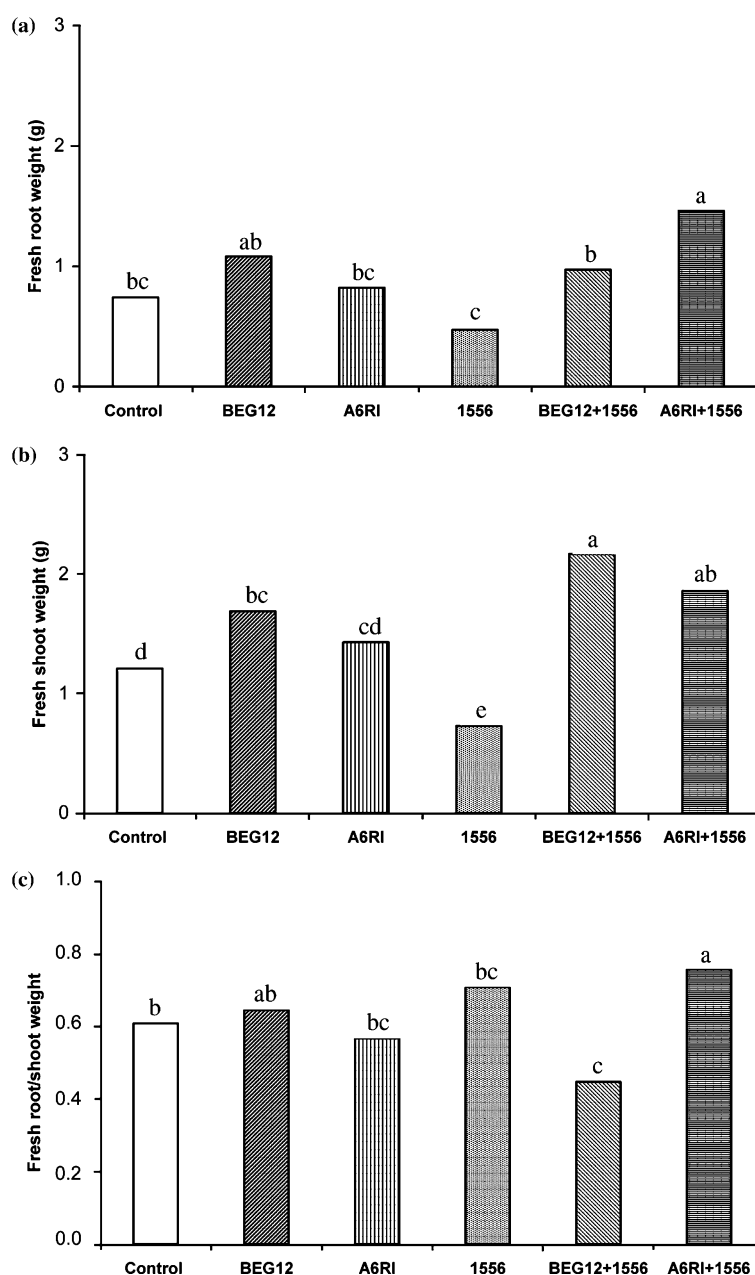 (a)
3
2
1
0
Fresh root weight (g)
bc
ab
bc
c
b
a
Control BEG12 A6RI 1556 BEG12+1556 A6RI+1556
(b)
3
2
1
0
Fresh shoot weight (g)
d
bc
cd
e
a
ab
Control BEG12 A6RI 1556 BEG12+1556 A6RI+1556
(c)
1.0
0.8
0.6
0.4
0.2
0.0
Fresh root/shoot weight
b
ab
bc
bc
c
a
Control BEG12 A6RI 1556 BEG12+1556 A6RI+1556